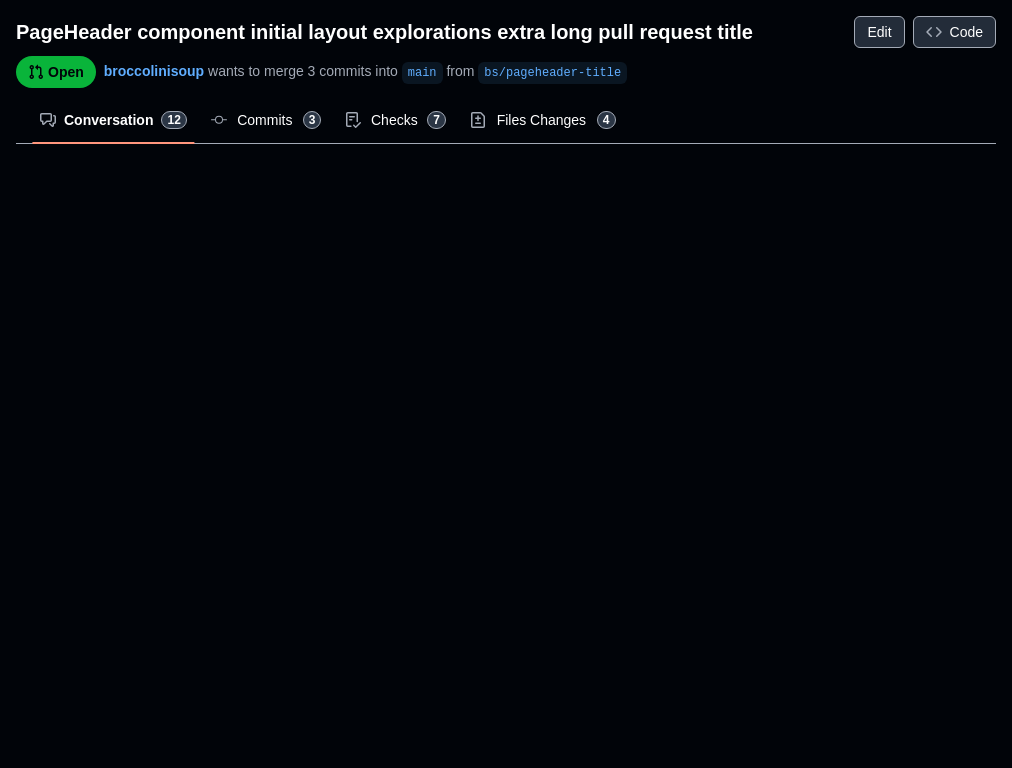 PageHeader component initial layout explorations extra long pull request title
Edit
Code
Open
broccolinisoup wants to merge 3 commits into main from bs/pageheader-title
Conversation 12
Commits 3
Checks 7
Files Changes 4